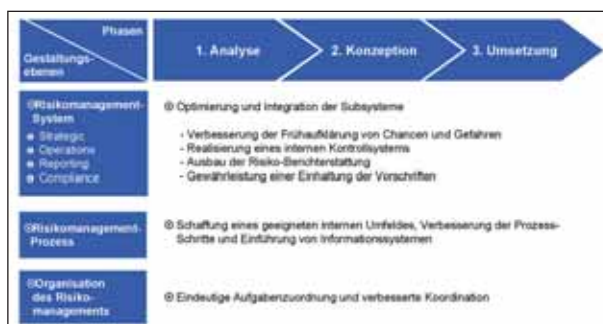 Phasen
Gestaltungs-
ebenen
1. Analyse
2. Konzeption
3. Umsetzung
Risikomanagement-
System
Strategic
Operations
Reporting
Compliance
Optimierung und Integration der Subsysteme
- Verbesserung der Frühaufklärung von Chancen und Gefahren
- Realisierung eines internen Kontrollsystems
- Ausbau der Risiko-Berichterstattung
- Gewährleistung einer Einhaltung der Vorschriften
Risikomanagement-
Prozess
Schaffung eines geeigneten internen Umfeldes, Verbesserung der Prozess-
Schritte und Einführung von Informationssystemen
Organisation
des Risiko-
managements
Eindeutige Aufgabenzuordnung und verbesserte Koordination